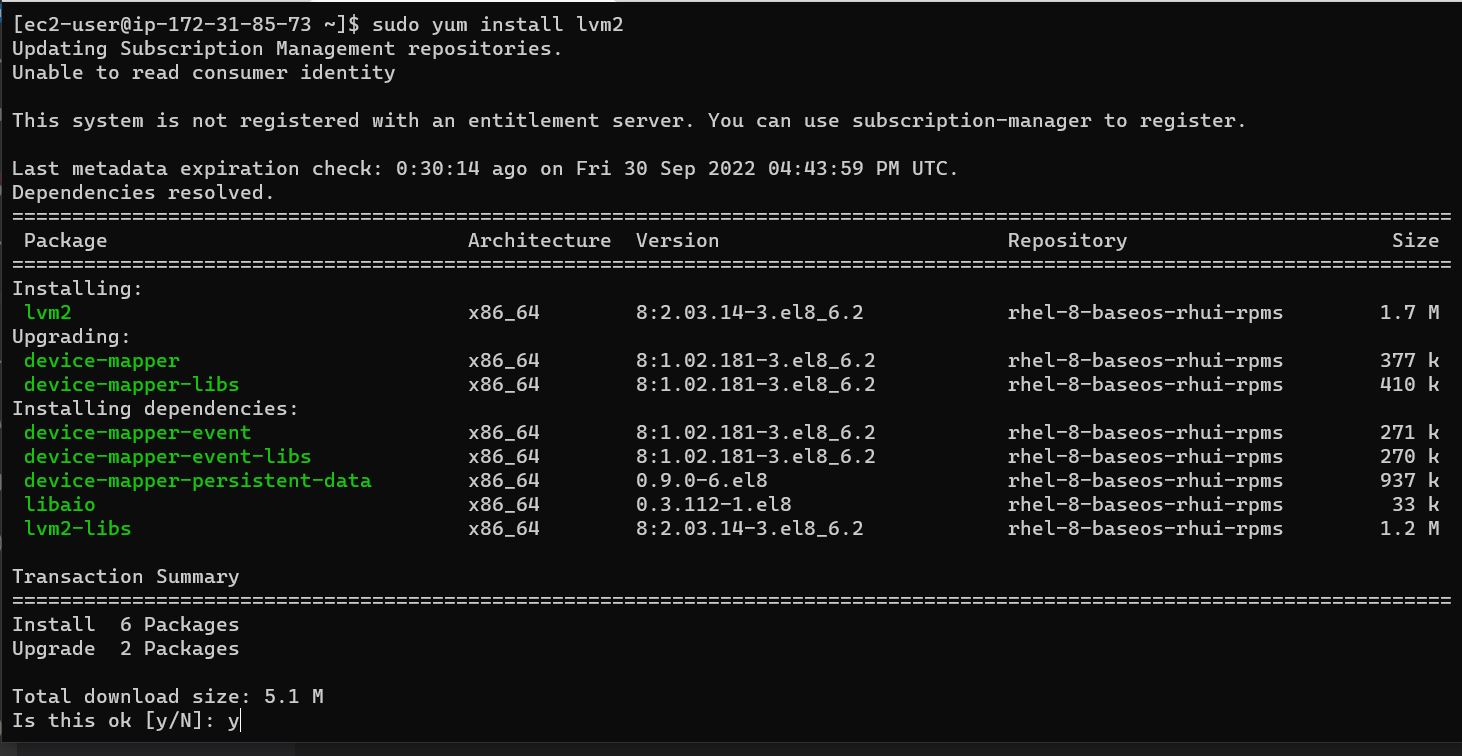 [ec2-user@ip-172-31-85-73 ~]$ sudo yum install lvm2
Updating Subscription Management repositories.
Unable to read consumer identity
This system is not registered with an entitlement server. You can use subscription-manager to register.
Last metadata expiration check: 0:30:14 ago on Fri 30 Sep 2022 04:43:59 PM UTC.
Dependencies resolved.
========================================================================================================================
 Package                              Architecture  Version                        Repository                      Size
========================================================================================================================
Installing:
 lvm2                                 x86_64        8:2.03.14-3.el8_6.2            rhel-8-baseos-rhui-rpms        1.7 M
Upgrading:
 device-mapper                        x86_64        8:1.02.181-3.el8_6.2           rhel-8-baseos-rhui-rpms        377 k
 device-mapper-libs                   x86_64        8:1.02.181-3.el8_6.2           rhel-8-baseos-rhui-rpms        410 k
Installing dependencies:
 device-mapper-event                  x86_64        8:1.02.181-3.el8_6.2           rhel-8-baseos-rhui-rpms        271 k
 device-mapper-event-libs             x86_64        8:1.02.181-3.el8_6.2           rhel-8-baseos-rhui-rpms        270 k
 device-mapper-persistent-data        x86_64        0.9.0-6.el8                    rhel-8-baseos-rhui-rpms        937 k
 libaio                               x86_64        0.3.112-1.el8                  rhel-8-baseos-rhui-rpms         33 k
 lvm2-libs                            x86_64        8:2.03.14-3.el8_6.2            rhel-8-baseos-rhui-rpms        1.2 M
Transaction Summary
========================================================================================================================
Install  6 Packages
Upgrade  2 Packages
Total download size: 5.1 M
Is this ok [y/N]: y